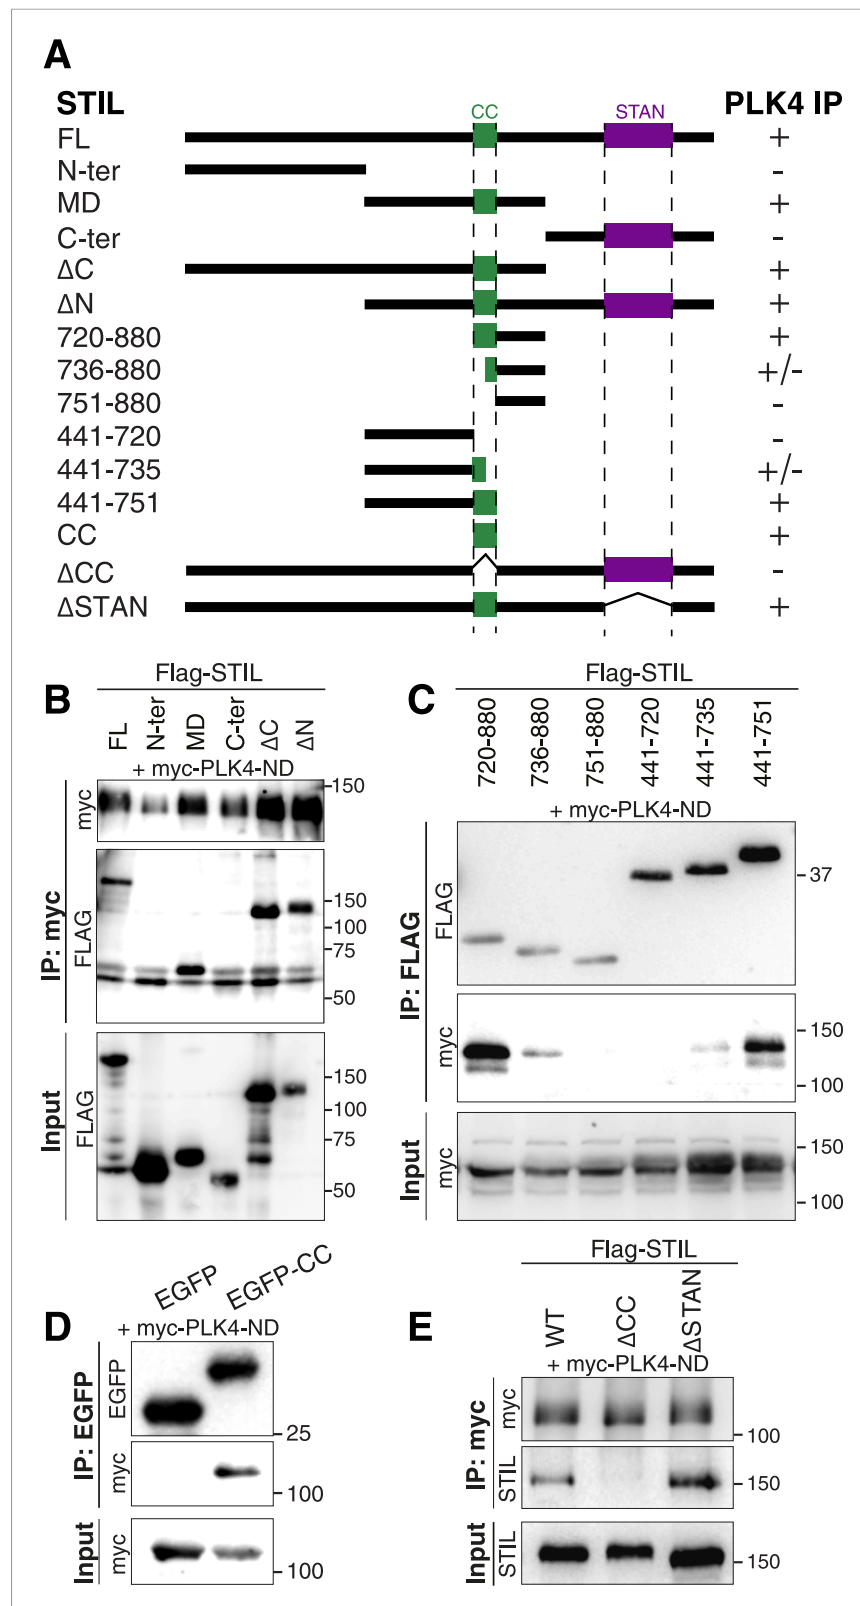 A
STIL CC STAN PLK4 IP
FL +
N-ter -
MD +
C-ter -
ΔC +
ΔN +
720-880 +
736-880 +/-
751-880 -
441-720 -
441-735 +/-
441-751 +
CC +
ΔCC -
ΔSTAN +
B
Flag-STIL
FL N-ter MD C-ter ΔC ΔN
+ myc-PLK4-ND
IP: myc
myc
150
FLAG
150
100
75
50
Input
FLAG
150
100
75
50
C
Flag-STIL
720-880 736-880 751-880 441-720 441-735 441-751
+ myc-PLK4-ND
IP: FLAG
FLAG
37
myc
150
100
Input
myc
150
100
D
EGFP EGFP-CC
+ myc-PLK4-ND
IP: EGFP
EGFP
25
myc
100
Input
myc
100
E
Flag-STIL
WT ΔCC ΔSTAN
+ myc-PLK4-ND
IP: myc
myc
100
STIL
150
Input
STIL
150